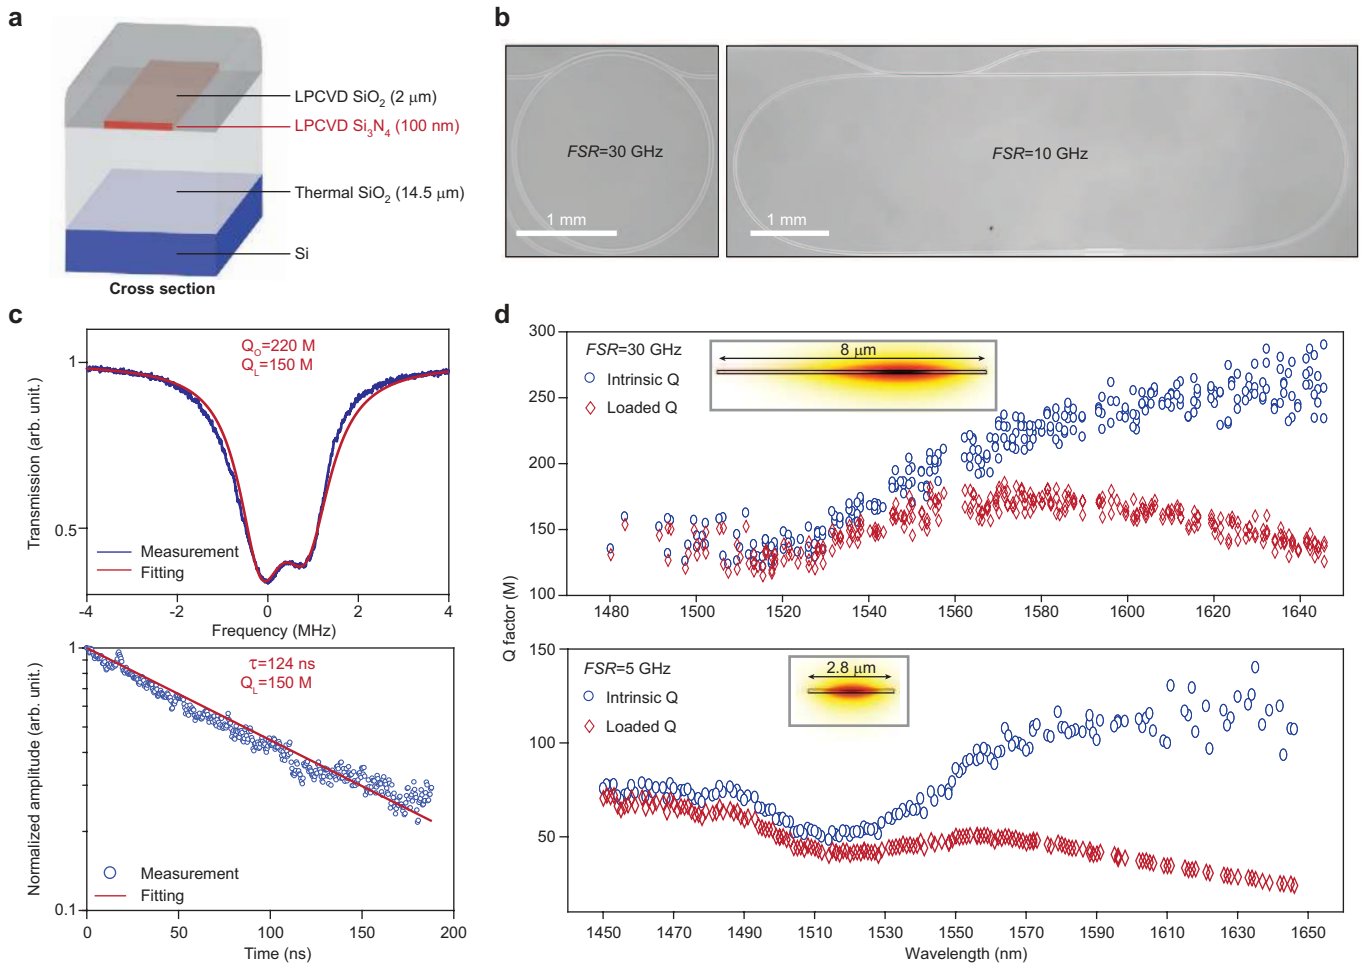 a
LPCVD SiO2 (2 μm)
LPCVD Si3N4 (100 nm)
Thermal SiO2 (14.5 μm)
Si
Cross section
b
FSR=30 GHz
1 mm
FSR=10 GHz
1 mm
c
QO=220 M
QL=150 M
1
0.5
Transmission (arb. unit.)
Measurement
Fitting
-4 -2 0 2 4
Frequency (MHz)
τ=124 ns
QL=150 M
1
0.1
Normalized amplitude (arb. unit.)
Measurement
Fitting
0 50 100 150 200
Time (ns)
d
300
250
200
150
100
FSR=30 GHz
Intrinsic Q
Loaded Q
8 μm
1480 1500 1520 1540 1560 1580 1600 1620 1640
Q factor (M)
150
100
50
FSR=5 GHz
Intrinsic Q
Loaded Q
2.8 μm
1450 1470 1490 1510 1530 1550 1570 1590 1610 1630 1650
Wavelength (nm)